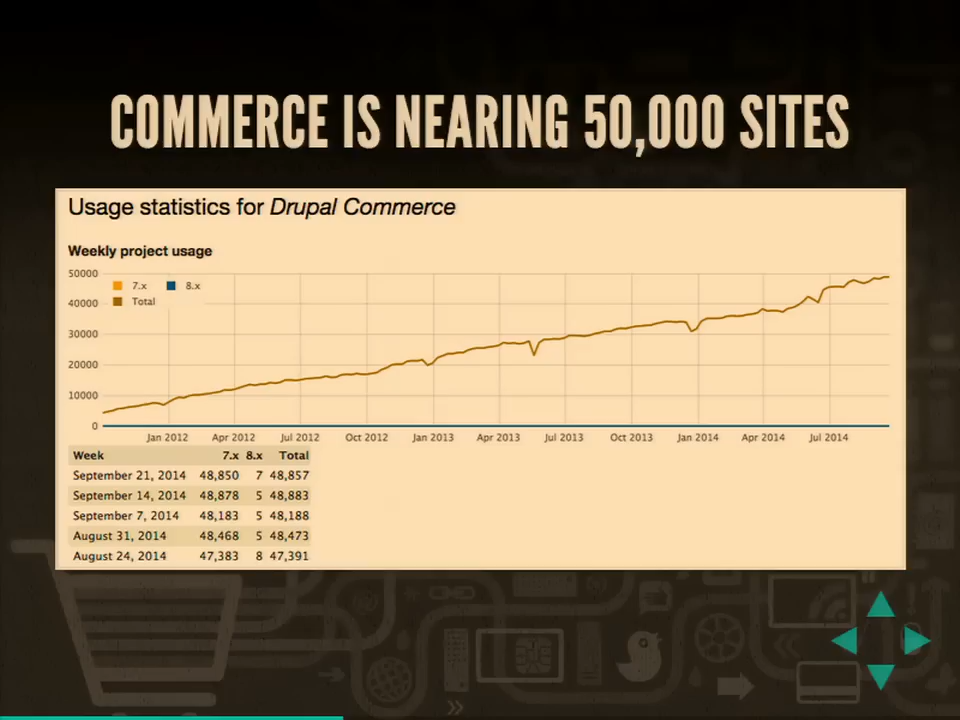 COMMERCE IS NEARING 50,000 SITES
Usage statistics for Drupal Commerce
Weekly project usage
50000
7.x 8.x
Total
40000
30000
20000
10000
0
Jan 2012 Apr 2012 Jul 2012 Oct 2012 Jan 2013 Apr 2013 Jul 2013 Oct 2013 Jan 2014 Apr 2014 Jul 2014
Week 7.x 8.x Total
September 21, 2014 48,850 7 48,857
September 14, 2014 48,878 5 48,883
September 7, 2014 48,183 5 48,188
August 31, 2014 48,468 5 48,473
August 24, 2014 47,383 8 47,391